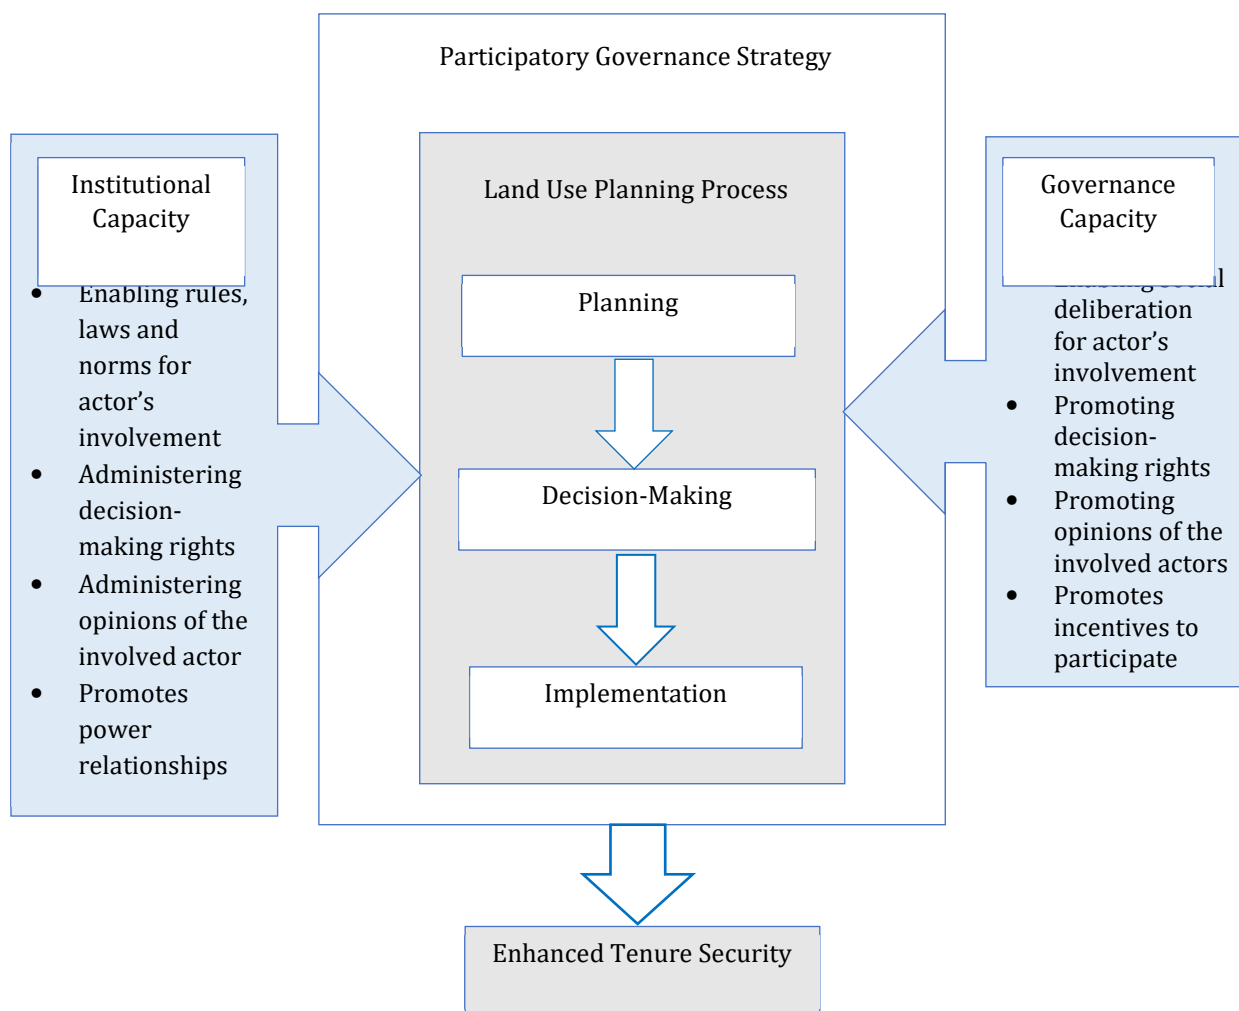 Participatory Governance Strategy
Institutional
Capacity
• Enabling rules,
laws and
norms for
actor’s
involvement
• Administering
decision-
making rights
• Administering
opinions of the
involved actor
• Promotes
power
relationships
Land Use Planning Process
Planning
Decision-Making
Implementation
Governance
Capacity
Enabling social
deliberation
for actor’s
involvement
• Promoting
decision-
making rights
• Promoting
opinions of the
involved actors
• Promotes
incentives to
participate
Enhanced Tenure Security